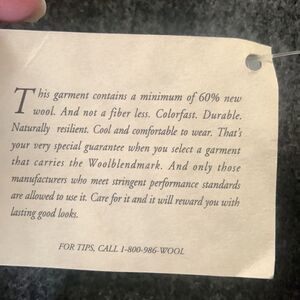 This garment contains a minimum of 60% new
wool. And not a fiber less. Colorfast. Durable.
Naturally resilient. Cool and comfortable to wear. That's
your very special guarantee when you select a garment
that carries the Woolblendmark. And only those
manufacturers who meet stringent performance standards
are allowed to use it. Care for it and it will reward you with
lasting good looks.
FOR TIPS, CALL 1-800-986-WOOL